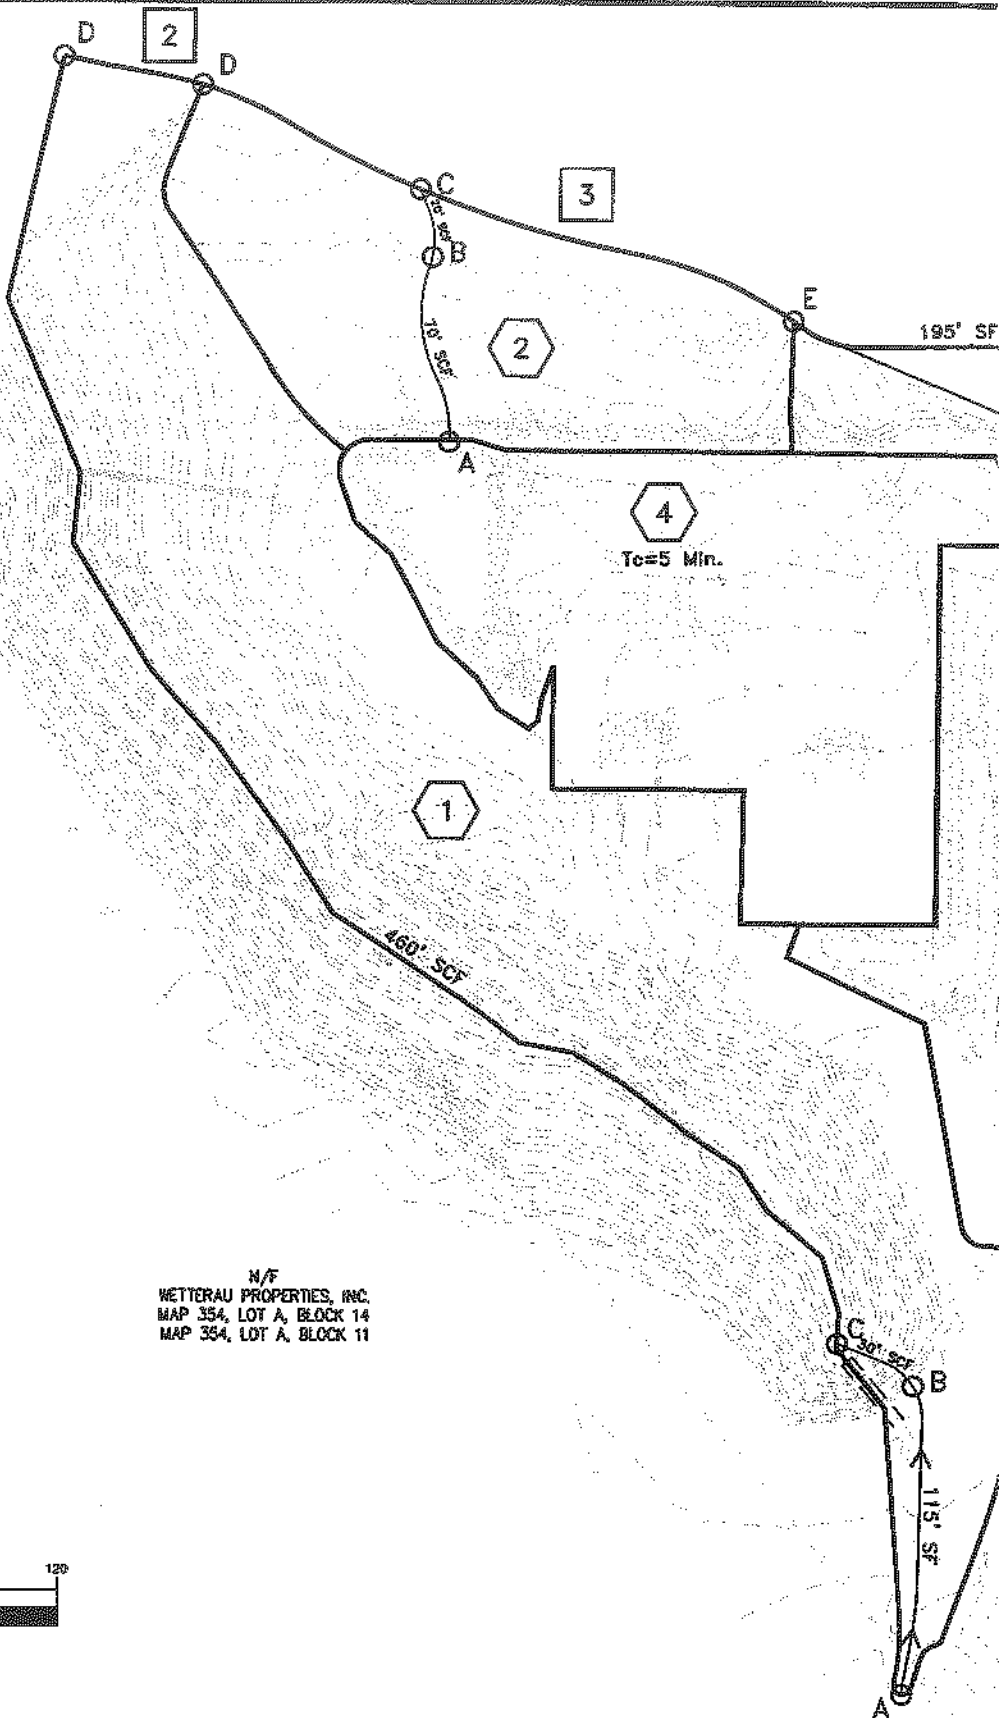 D
2
D
C
3
B
E
70' SCF
2
195' SF
A
4
Tc=5 Min.
1
460' SCF
N/F
WETTERAU PROPERTIES, INC.
MAP 354, LOT A, BLOCK 14
MAP 354, LOT A, BLOCK 11
C
30' SCF
B
115' SF
120
A